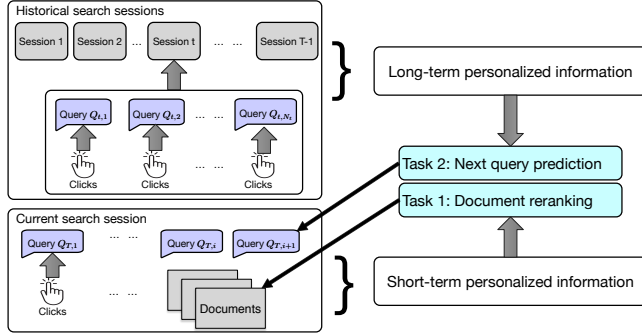 Historical search sessions
Session 1 Session 2 ... Session t ... ... Session T-1
Query Q_{t,1} Query Q_{t,2} ... ... Query Q_{t,N_t}
... ...
Clicks Clicks Clicks
Long-term personalized information
Task 2: Next query prediction
Task 1: Document reranking
Short-term personalized information
Current search session
Query Q_{T,1} ... ... Query Q_{T,i} Query Q_{T,i+1}
... ...
Clicks
Documents